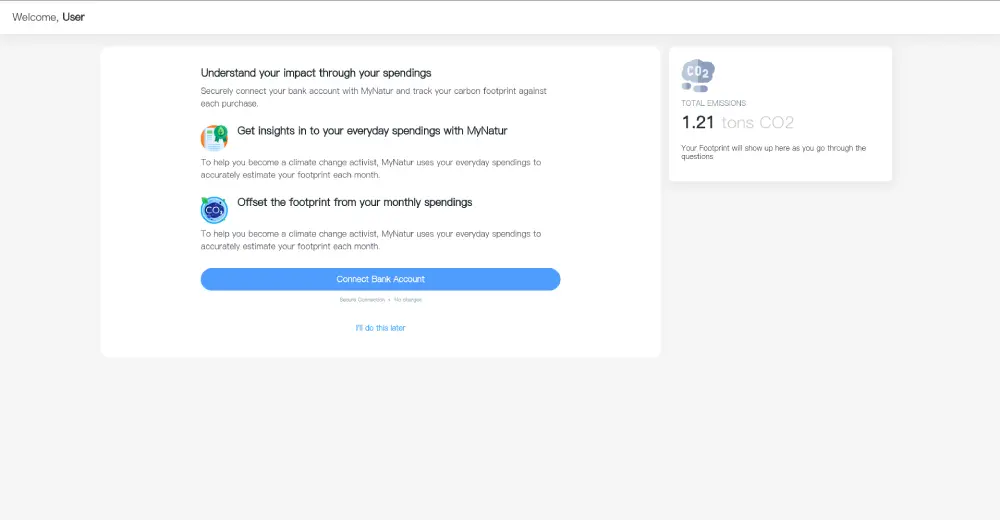 Welcome, User
Understand your impact through your spendings
Securely connect your bank account with MyNatur and track your carbon footprint against
each purchase.
Get insights in to your everyday spendings with MyNatur
To help you become a climate change activist, MyNatur uses your everyday spendings to
accurately estimate your footprint each month.
CO2
Offset the footprint from your monthly spendings
To help you become a climate change activist, MyNatur uses your everyday spendings to
accurately estimate your footprint each month.
Connect Bank Account
Secure Connection • No charges
I'll do this later
CO2
TOTAL EMISSIONS
1.21 tons CO2
Your Footprint will show up here as you go through the
questions